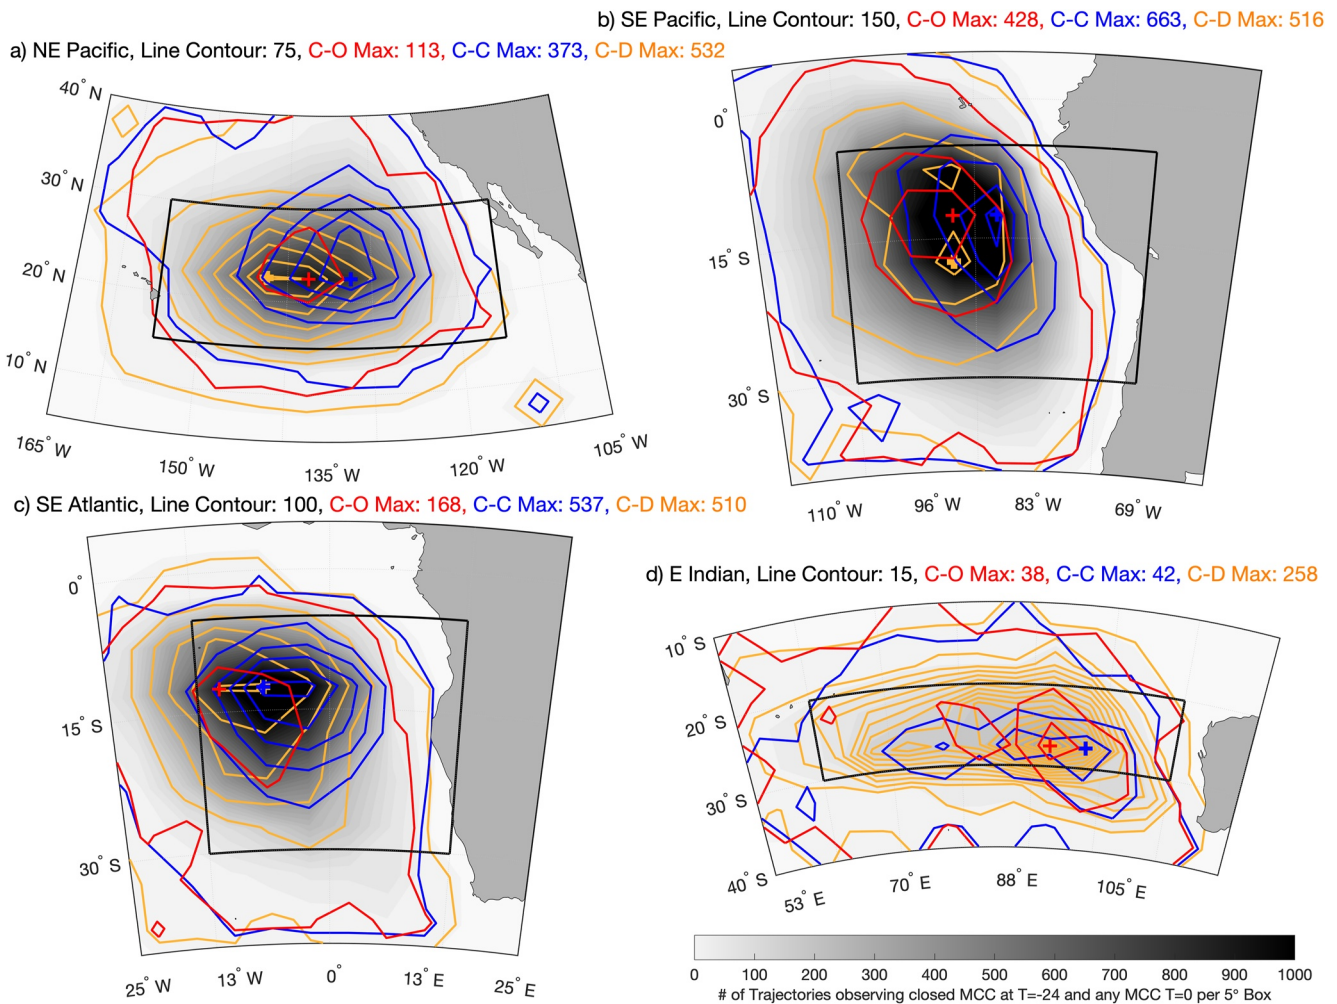 b) SE Pacific, Line Contour: 150, C-O Max: 428, C-C Max: 663, C-D Max: 516
a) NE Pacific, Line Contour: 75, C-O Max: 113, C-C Max: 373, C-D Max: 532
40° N
30° N
20° N
10° N
165° W
150° W
135° W
120° W
105° W
0°
15° S
30° S
110° W
96° W
83° W
69° W
c) SE Atlantic, Line Contour: 100, C-O Max: 168, C-C Max: 537, C-D Max: 510
0°
15° S
30° S
25° W
13° W
0°
13° E
25° E
d) E Indian, Line Contour: 15, C-O Max: 38, C-C Max: 42, C-D Max: 258
10° S
20° S
30° S
40° S
53° E
70° E
88° E
105° E
0 100 200 300 400 500 600 700 800 900 1000
# of Trajectories observing closed MCC at T=-24 and any MCC T=0 per 5° Box